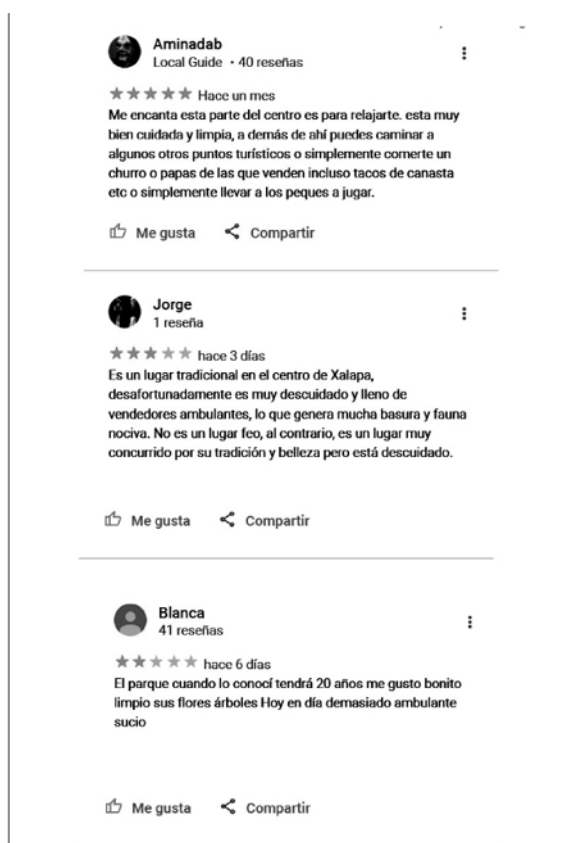 Aminadab
Local Guide • 40 reseñas
Hace un mes
Me encanta esta parte del centro es para relajarte. esta muy
bien cuidada y limpia, a demás de ahí puedes caminar a
algunos otros puntos turísticos o simplemente comerte un
churro o papas de las que venden incluso tacos de canasta
etc o simplemente llevar a los peques a jugar.
Me gusta Compartir
Jorge
1 reseña
hace 3 días
Es un lugar tradicional en el centro de Xalapa,
desafortunadamente es muy descuidado y lleno de
vendedores ambulantes, lo que genera mucha basura y fauna
nociva. No es un lugar feo, al contrario, es un lugar muy
concurrido por su tradición y belleza pero está descuidado.
Me gusta Compartir
Blanca
41 reseñas
hace 6 días
El parque cuando lo conocí tendrá 20 años me gusto bonito
limpio sus flores árboles Hoy en día demasiado ambulante
sucio
Me gusta Compartir